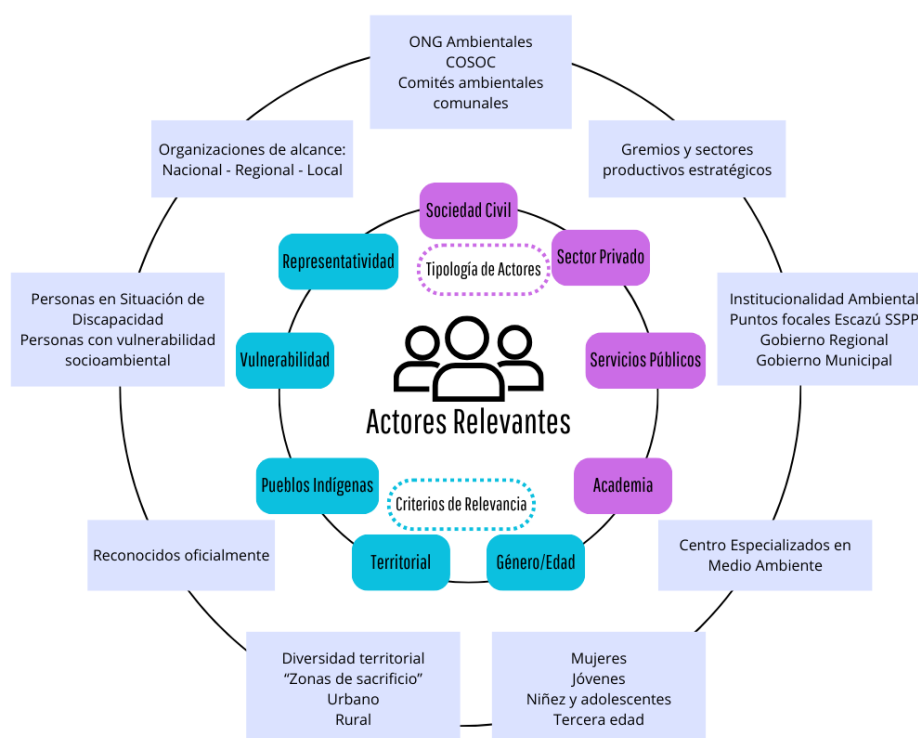 ONG Ambientales
COSOC
Comités ambientales
comunales
Organizaciones de alcance:
Nacional - Regional - Local
Gremios y sectores
productivos estratégicos
Sociedad Civil
Representatividad
Tipología de Actores
Sector Privado
Personas en Situación de
Discapacidad
Personas con vulnerabilidad
socioambiental
Institucionalidad Ambiental
Puntos focales Escazú SSPP
Gobierno Regional
Gobierno Municipal
Vulnerabilidad
Servicios Públicos
Actores Relevantes
Pueblos Indígenas
Criterios de Relevancia
Academia
Reconocidos oficialmente
Territorial
Género/Edad
Centro Especializados en
Medio Ambiente
Diversidad territorial
“Zonas de sacrificio”
Urbano
Rural
Mujeres
Jóvenes
Niñez y adolescentes
Tercera edad